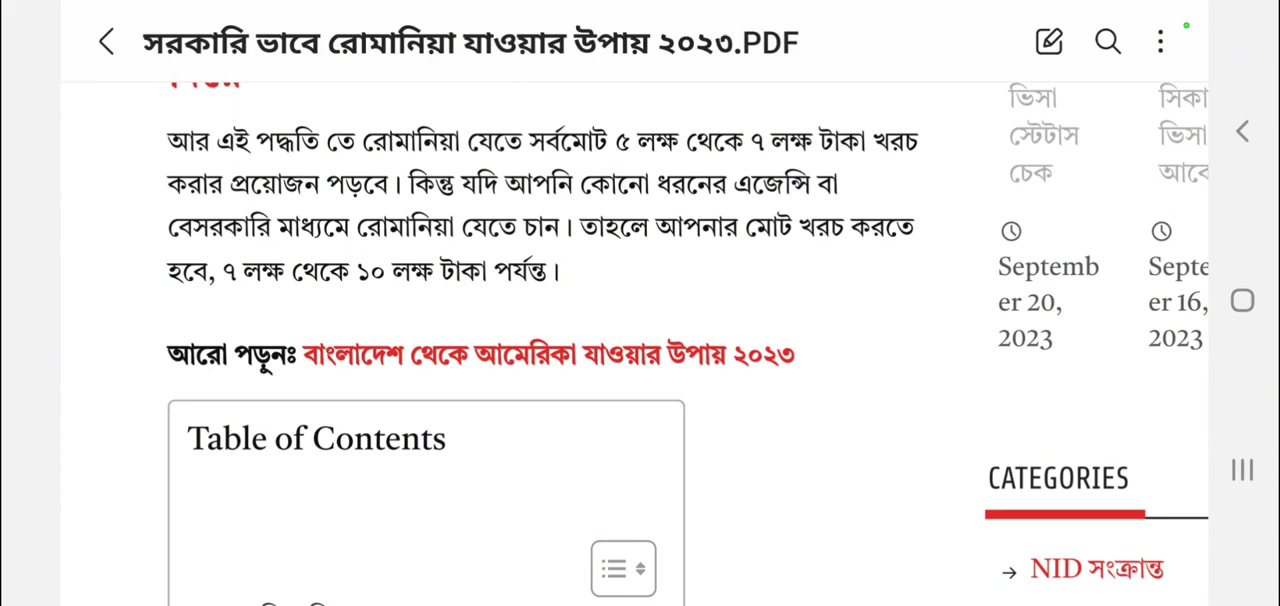 সরকারি ভাবে রোমানিয়া যাওয়ার উপায় ২০২৩.PDF
আর এই পদ্ধতি তে রোমানিয়া যেতে সর্বমোট ৫ লক্ষ থেকে ৭ লক্ষ টাকা খরচ
করার প্রয়োজন পড়বে। কিন্তু যদি আপনি কোনো ধরনের এজেন্সি বা
বেসরকারি মাধ্যমে রোমানিয়া যেতে চান। তাহলে আপনার মোট খরচ করতে
হবে, ৭ লক্ষ থেকে ১০ লক্ষ টাকা পর্যন্ত।
আরো পড়ুনঃ বাংলাদেশ থেকে আমেরিকা যাওয়ার উপায় ২০২৩
Table of Contents
ভিসা
স্টেটাস
চেক
Septemb
er 20,
2023
সিকা
ভিসা
আবে
Septe
er 16,
2023
CATEGORIES
→ NID সংক্রান্ত